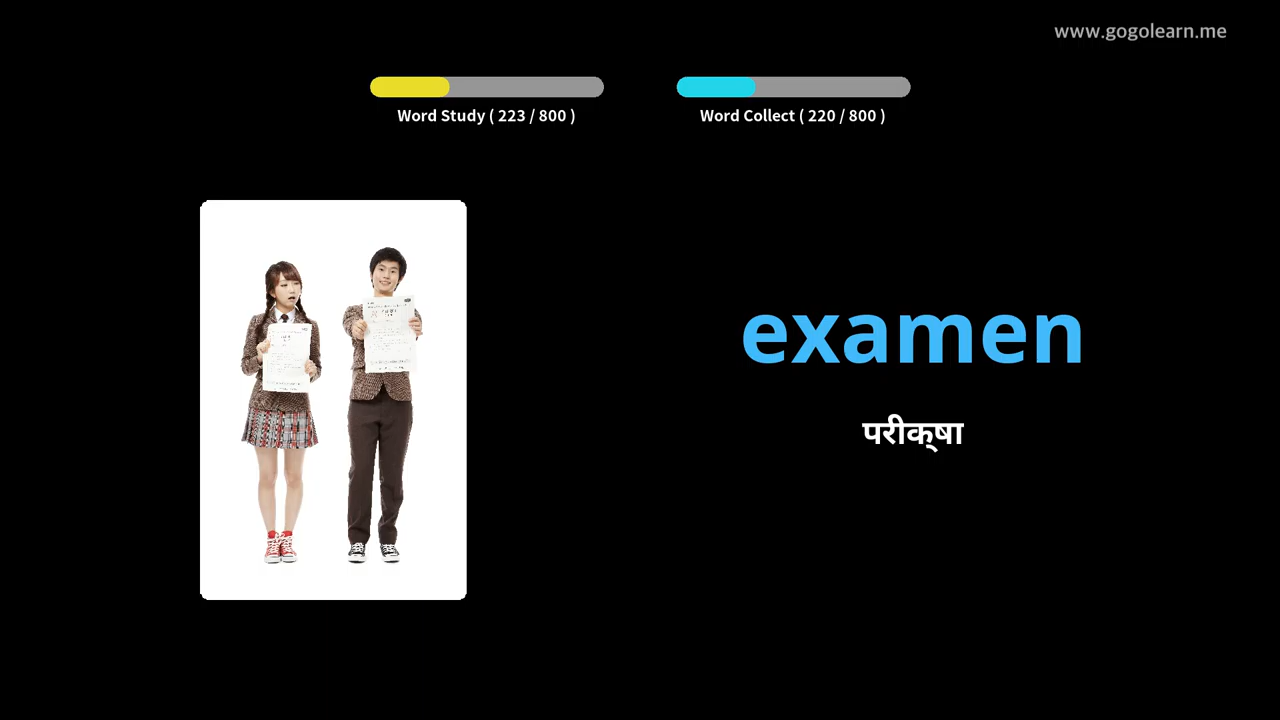 www.gogolearn.me
Word Study ( 223 / 800 )
Word Collect ( 220 / 800 )
examen
परीक्षा